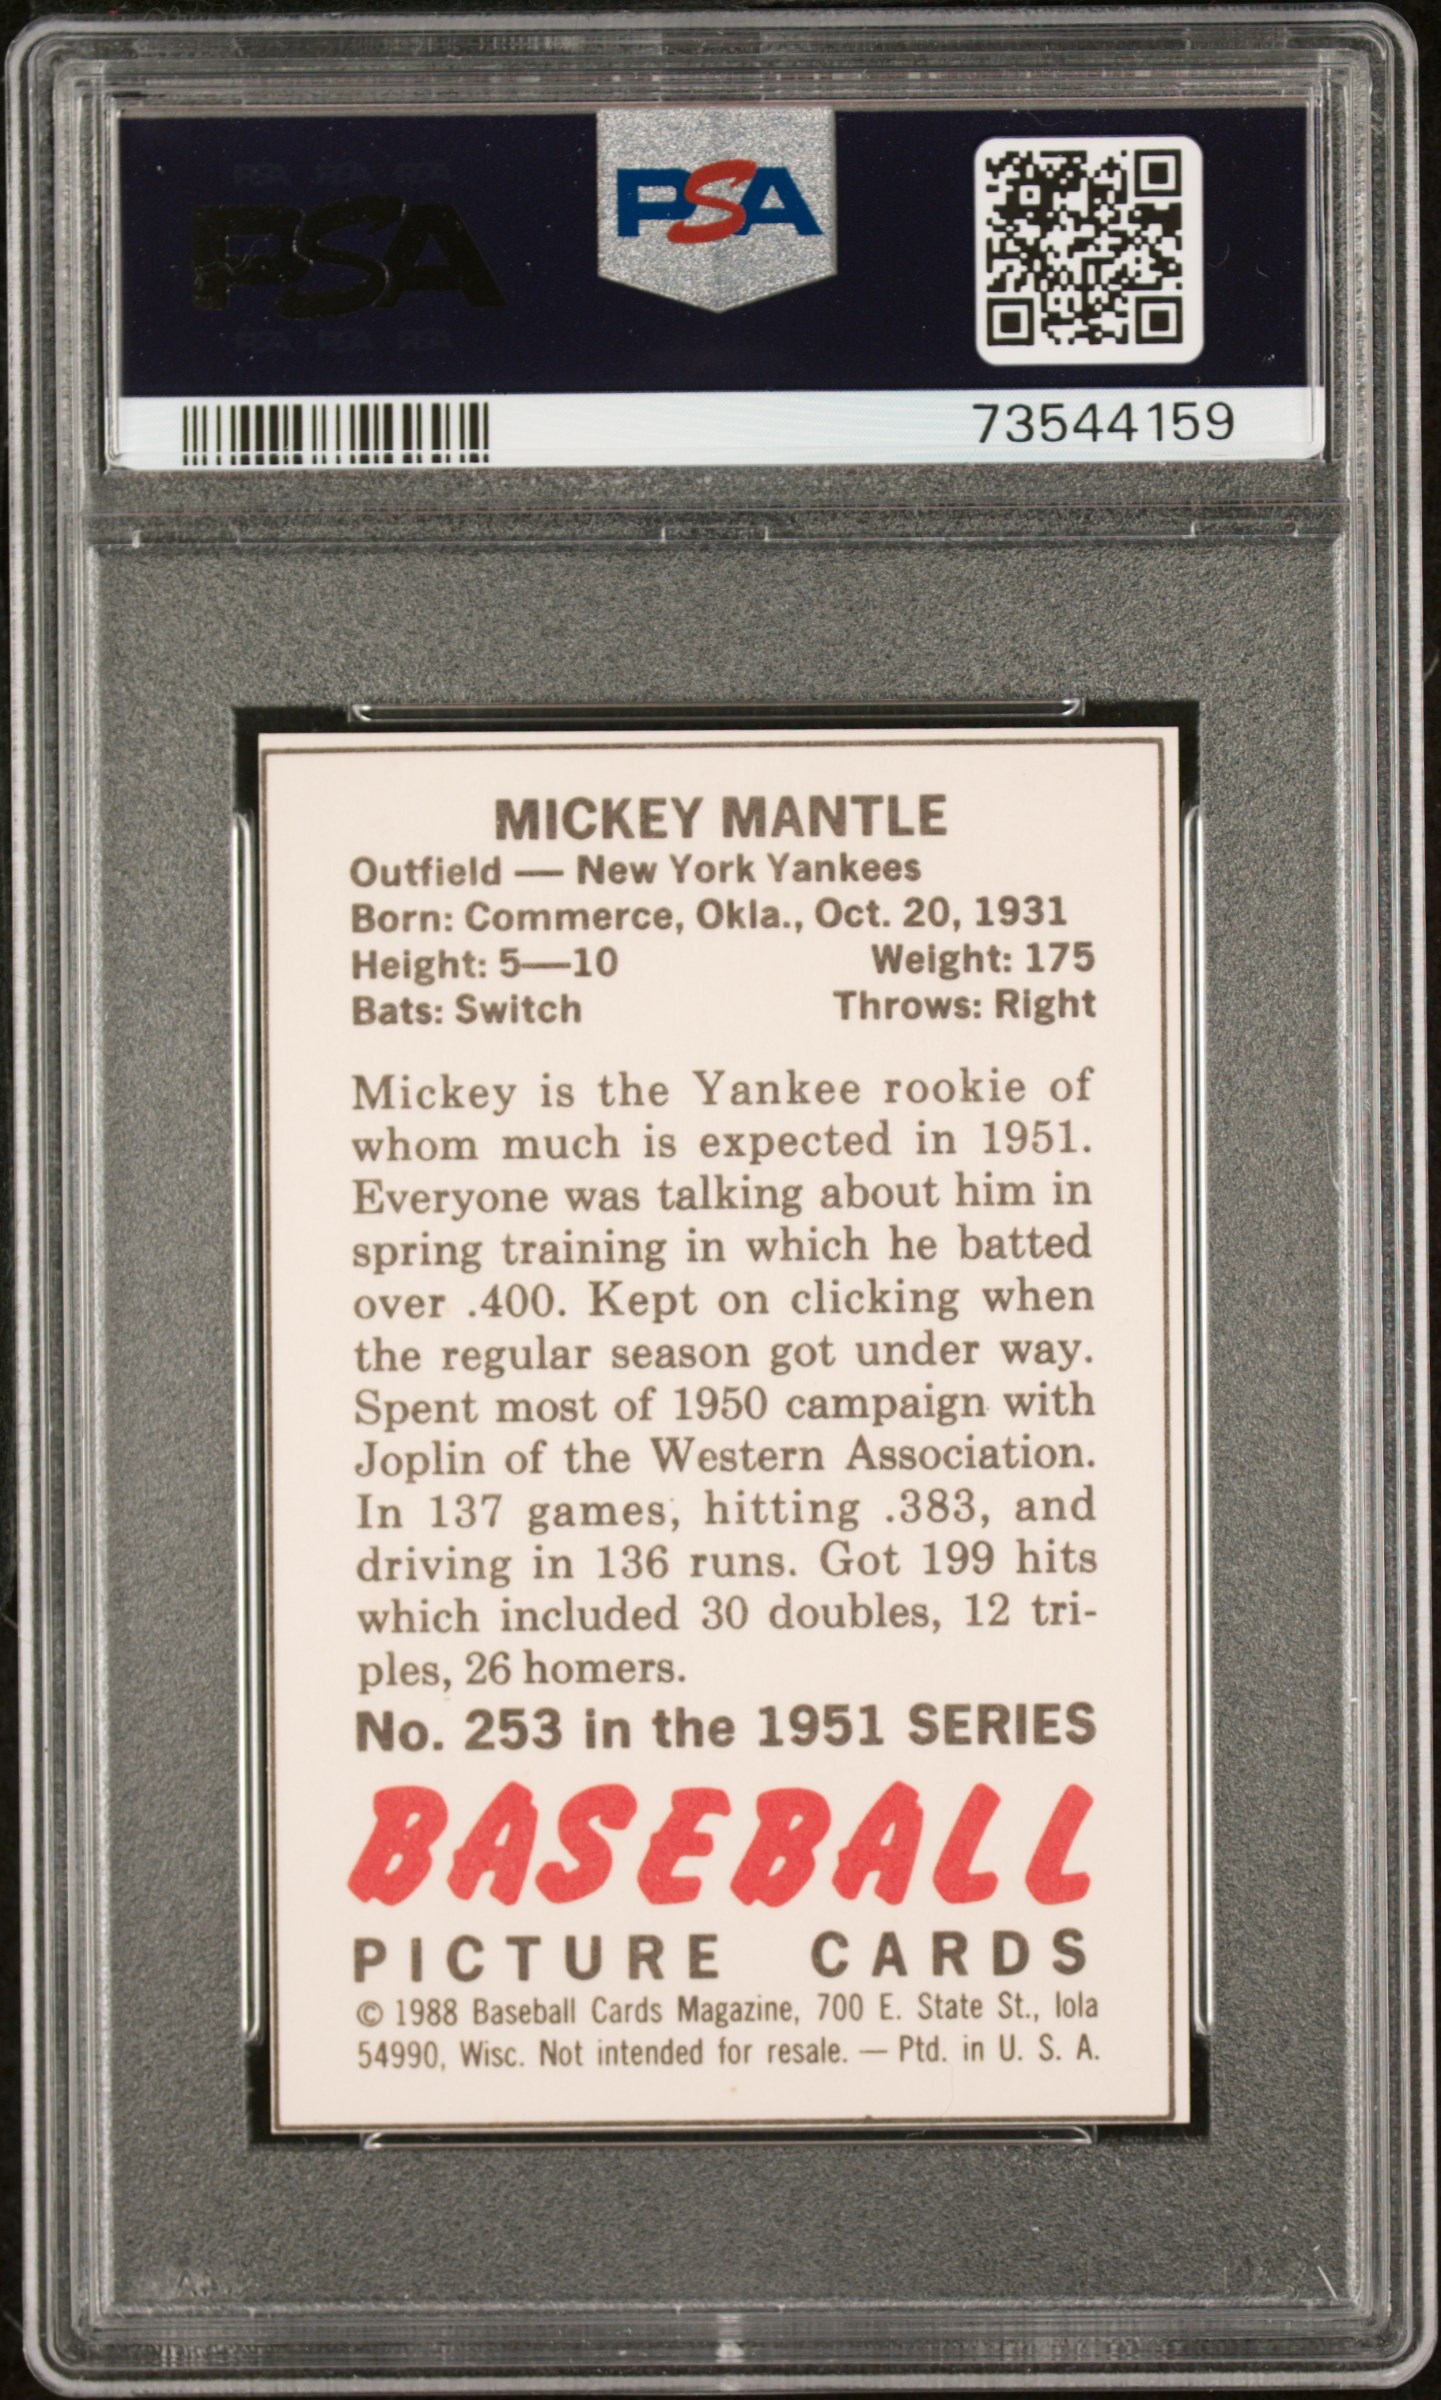 PSA PSA PSA
PSA
PSA PSA PSA
PSA
73544159
MICKEY MANTLE
Outfield — New York Yankees
Born: Commerce, Okla., Oct. 20, 1931
Height: 5—10 Weight: 175
Bats: Switch Throws: Right
Mickey is the Yankee rookie of
whom much is expected in 1951.
Everyone was talking about him in
spring training in which he batted
over .400. Kept on clicking when
the regular season got under way.
Spent most of 1950 campaign with
Joplin of the Western Association.
In 137 games, hitting .383, and
driving in 136 runs. Got 199 hits
which included 30 doubles, 12 tri-
ples, 26 homers.
No. 253 in the 1951 SERIES
BASEBALL
PICTURE CARDS
© 1988 Baseball Cards Magazine, 700 E. State St., Iola
54990, Wisc. Not intended for resale. — Ptd. in U. S. A.